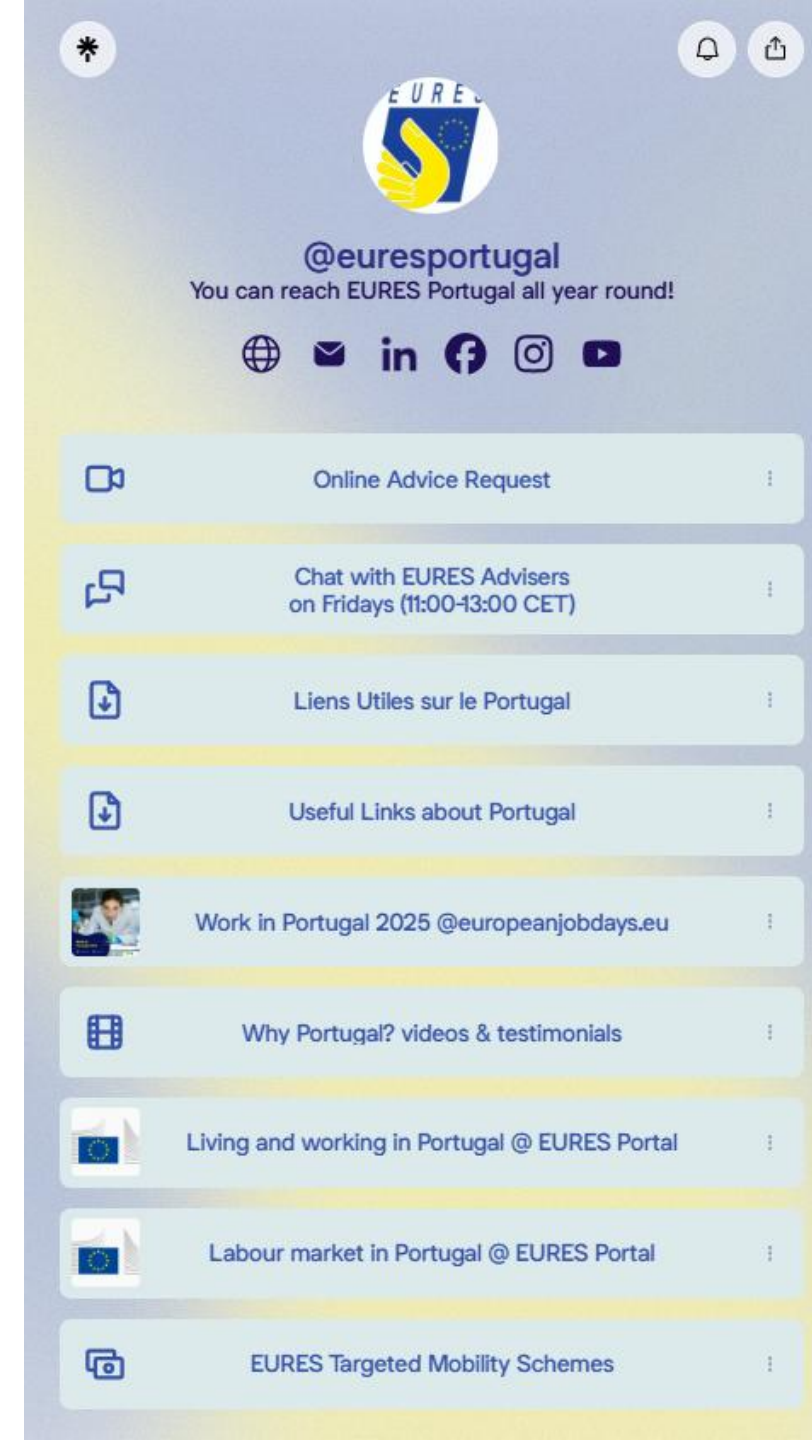 EURES
@euresportugal
You can reach EURES Portugal all year round!
in
Online Advice Request
Chat with EURES Advisers
on Fridays (11:00-13:00 CET)
Liens Utiles sur le Portugal
Useful Links about Portugal
Work in Portugal 2025 @europeanjobdays.eu
Why Portugal? videos & testimonials
Living and working in Portugal @ EURES Portal
Labour market in Portugal @ EURES Portal
EURES Targeted Mobility Schemes